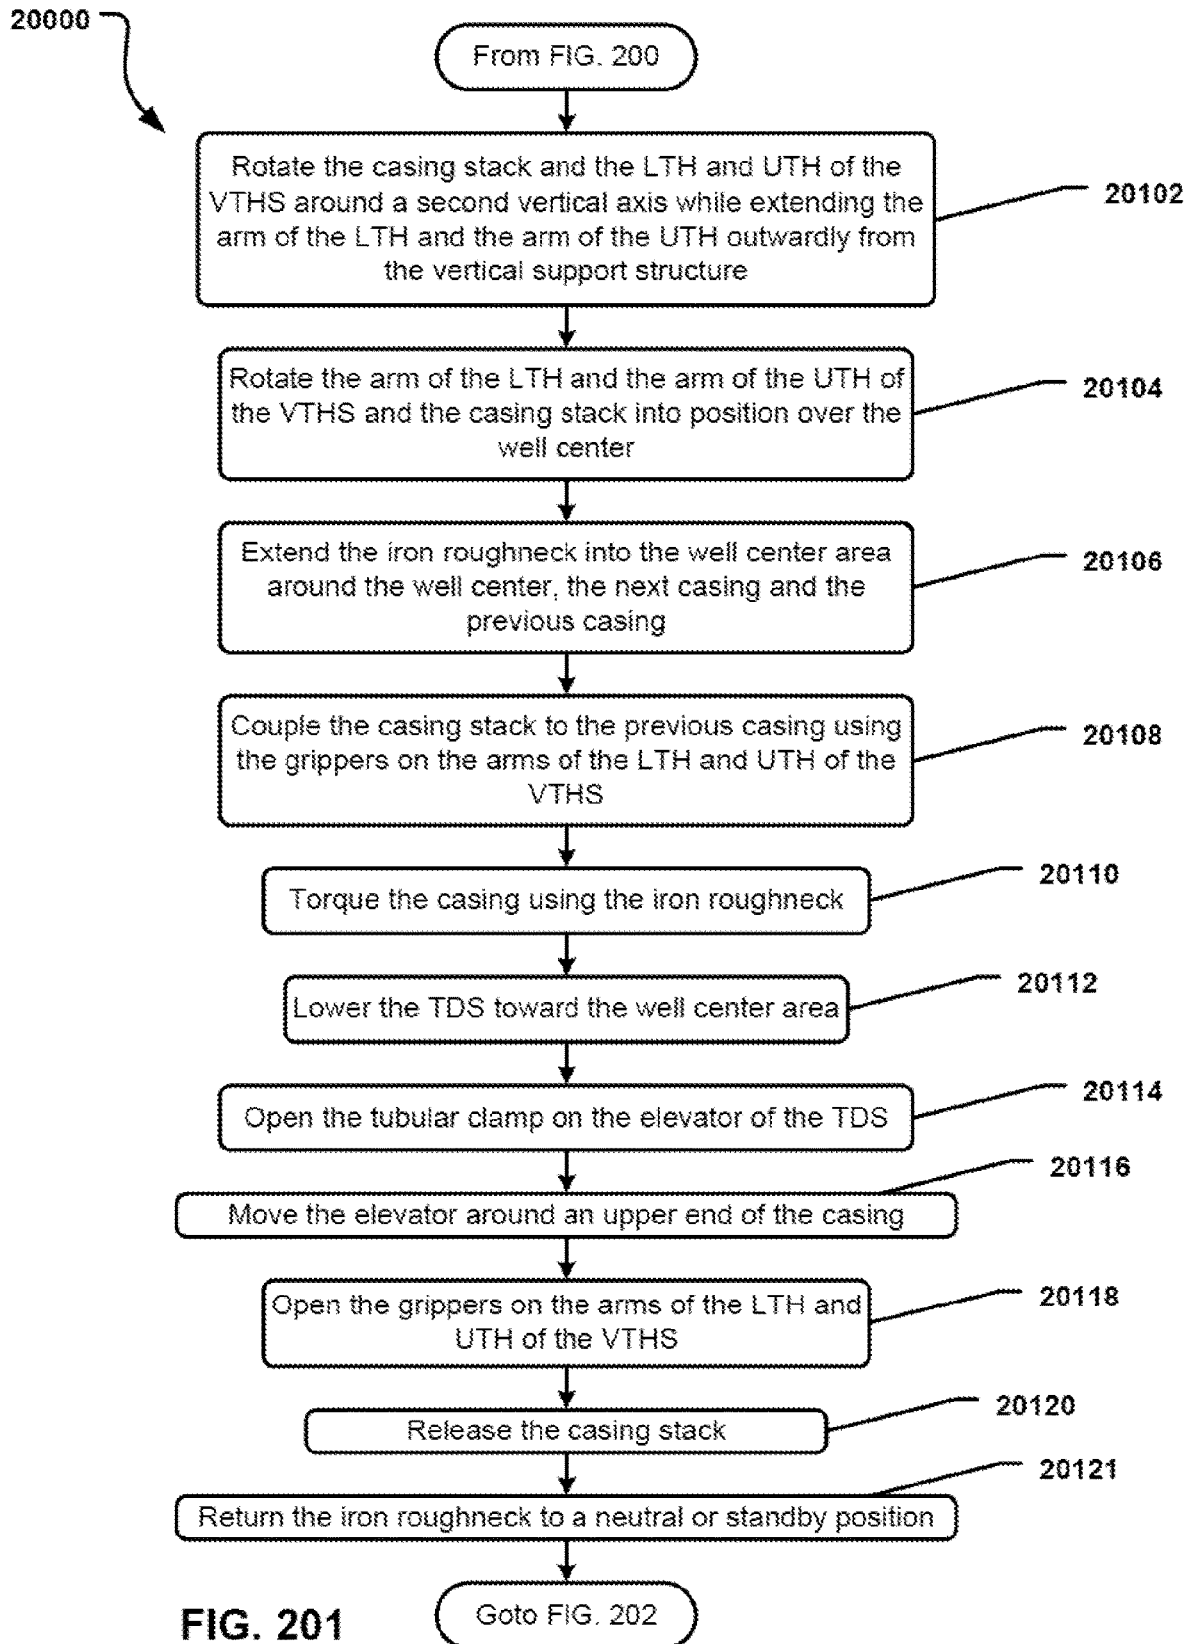 20000
From FIG. 200
Rotate the casing stack and the LTH and UTH of the
VTHS around a second vertical axis while extending the
arm of the LTH and the arm of the UTH outwardly from
the vertical support structure
20102
Rotate the arm of the LTH and the arm of the UTH of
the VTHS and the casing stack into position over the
well center
20104
Extend the iron roughneck into the well center area
around the well center, the next casing and the
previous casing
20106
Couple the casing stack to the previous casing using
the grippers on the arms of the LTH and UTH of the
VTHS
20108
Torque the casing using the iron roughneck
20110
Lower the TDS toward the well center area
20112
Open the tubular clamp on the elevator of the TDS
20114
Move the elevator around an upper end of the casing
20116
Open the grippers on the arms of the LTH and
UTH of the VTHS
20118
Release the casing stack
20120
Return the iron roughneck to a neutral or standby position
20121
Goto FIG. 202
FIG. 201